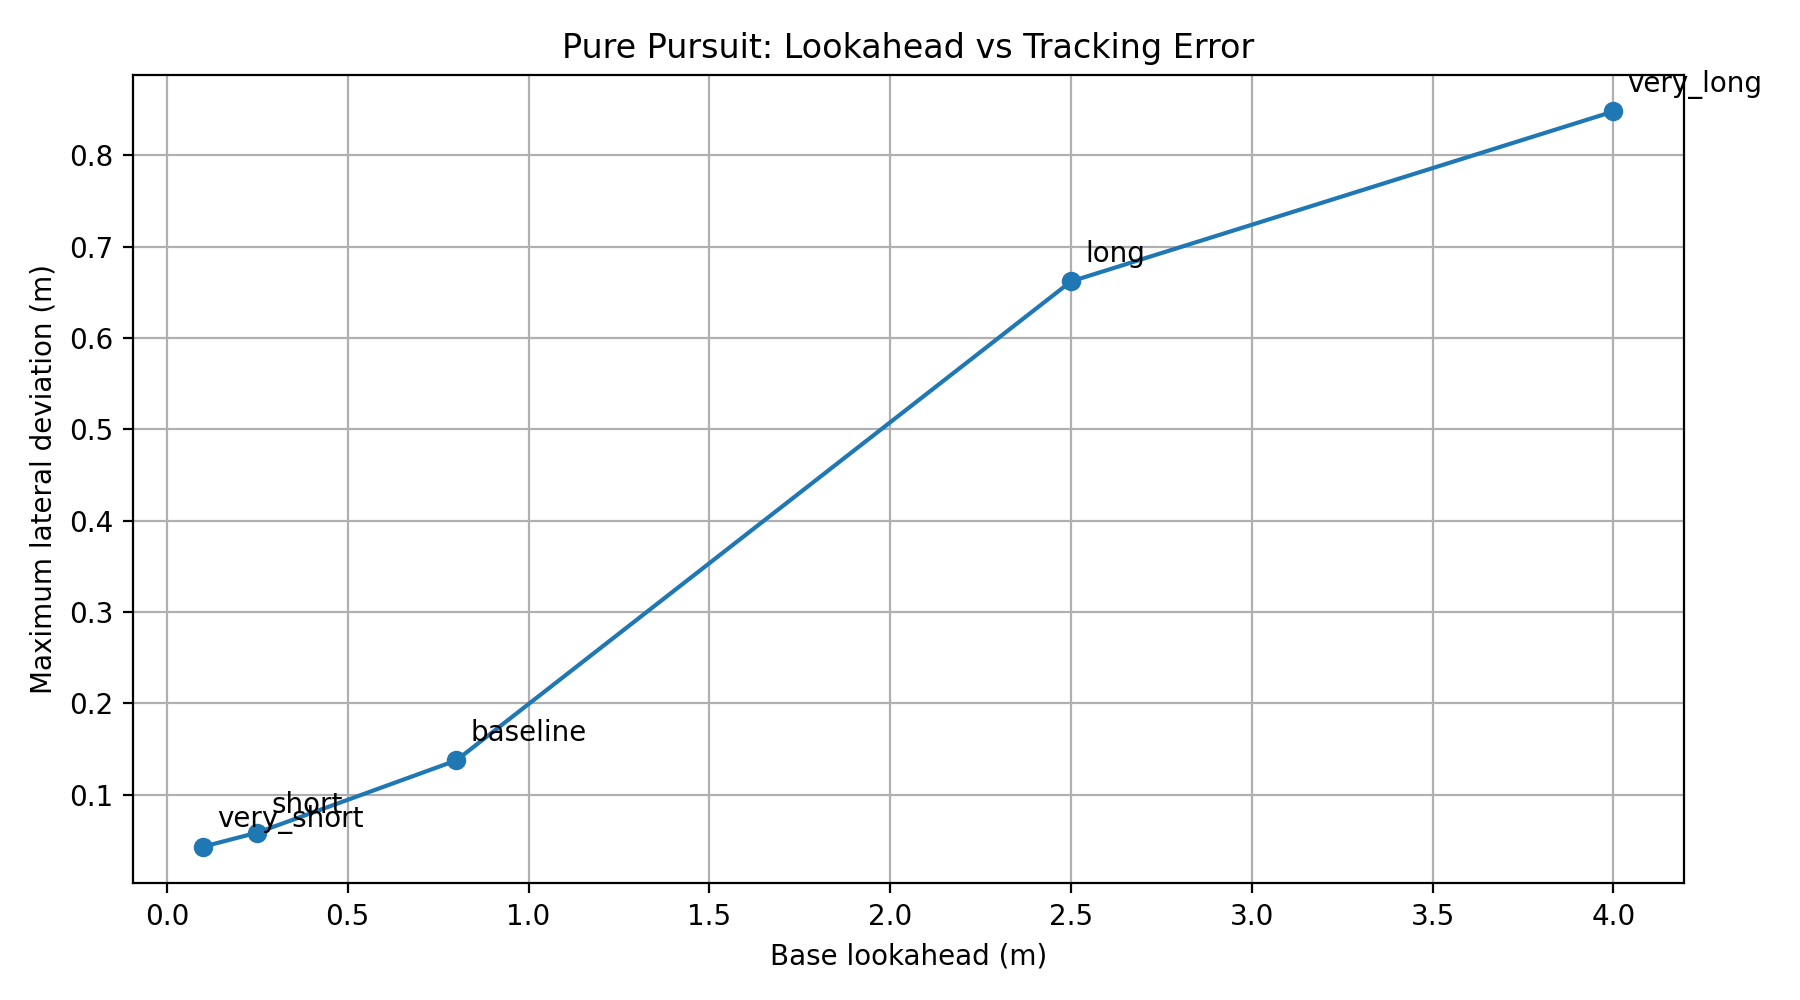 Pure Pursuit: Lookahead vs Tracking Error
very_long
0.8
0.7
long
0.6
0.5
0.4
0.3
0.2
baseline
0.1
short
very_short
Maximum lateral deviation (m)
0.0 0.5 1.0 1.5 2.0 2.5 3.0 3.5 4.0
Base lookahead (m)